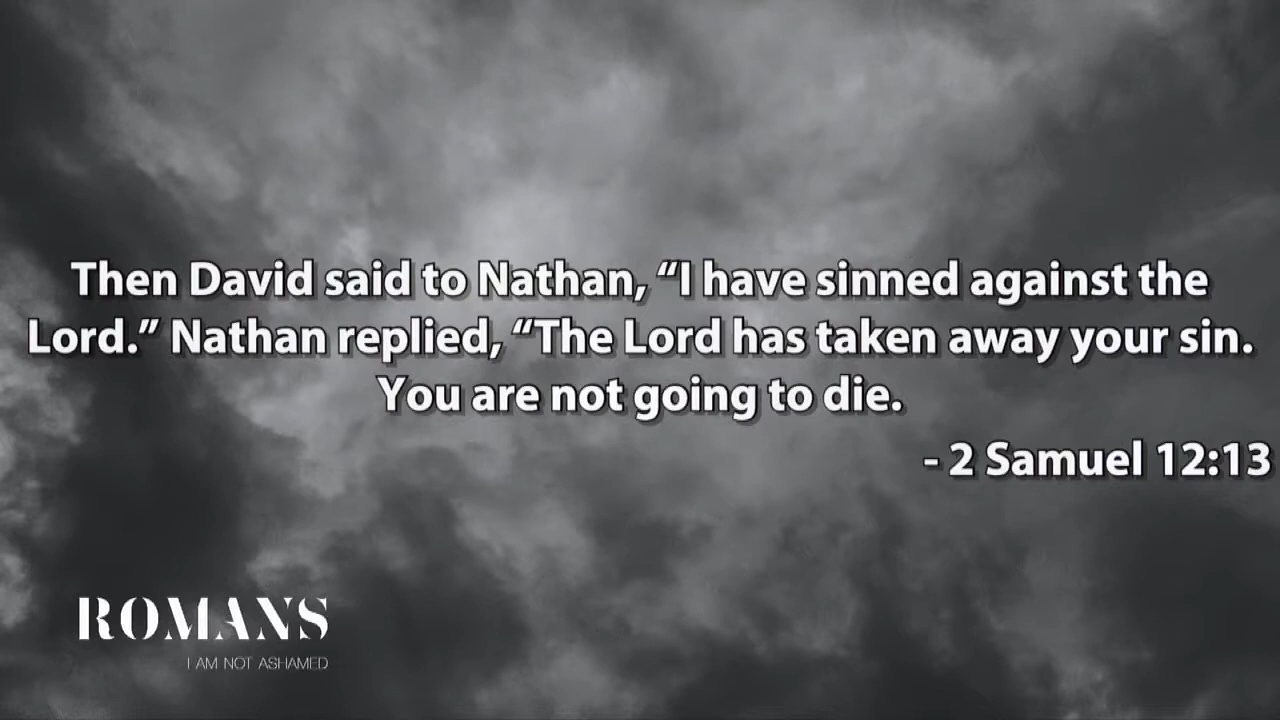 Then David said to Nathan, “I have sinned against the
Lord.” Nathan replied, “The Lord has taken away your sin.
You are not going to die.
- 2 Samuel 12:13
ROMANS
I AM NOT ASHAMED